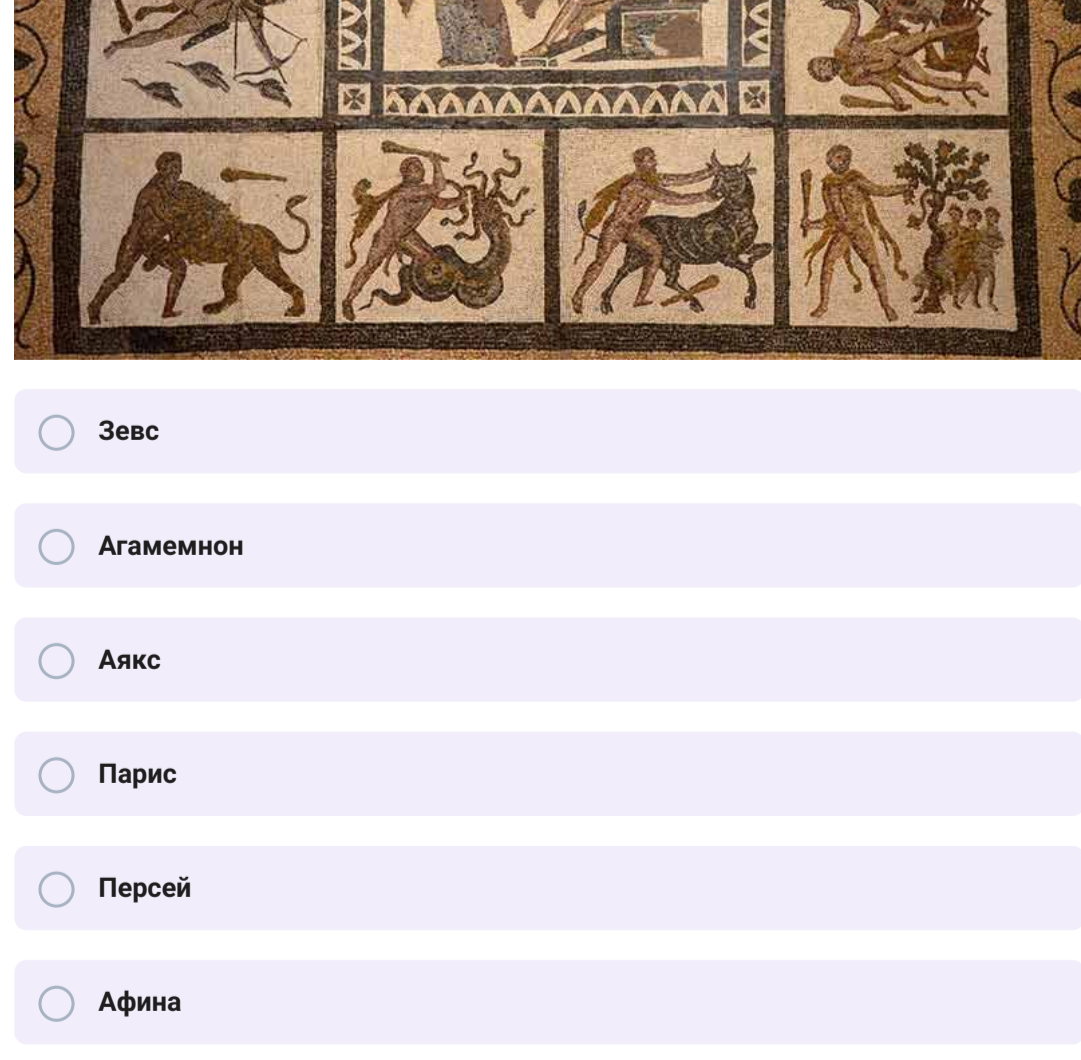 Зевс
Агамемнон
Аякс
Парис
Персей
Афина